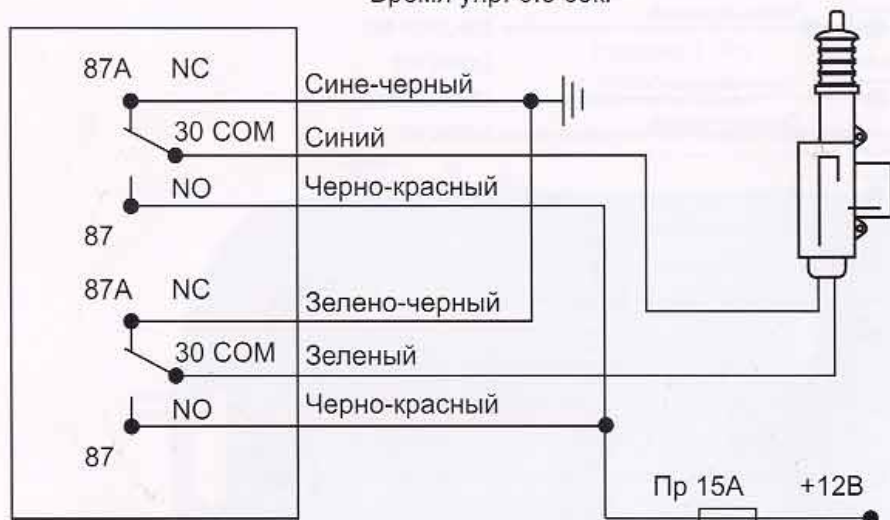 87A NC
Сине-черный
30 COM
Синий
NO
Черно-красный
87
87A NC
Зелено-черный
30 COM
Зеленый
NO
Черно-красный
87
Пр 15А +12В